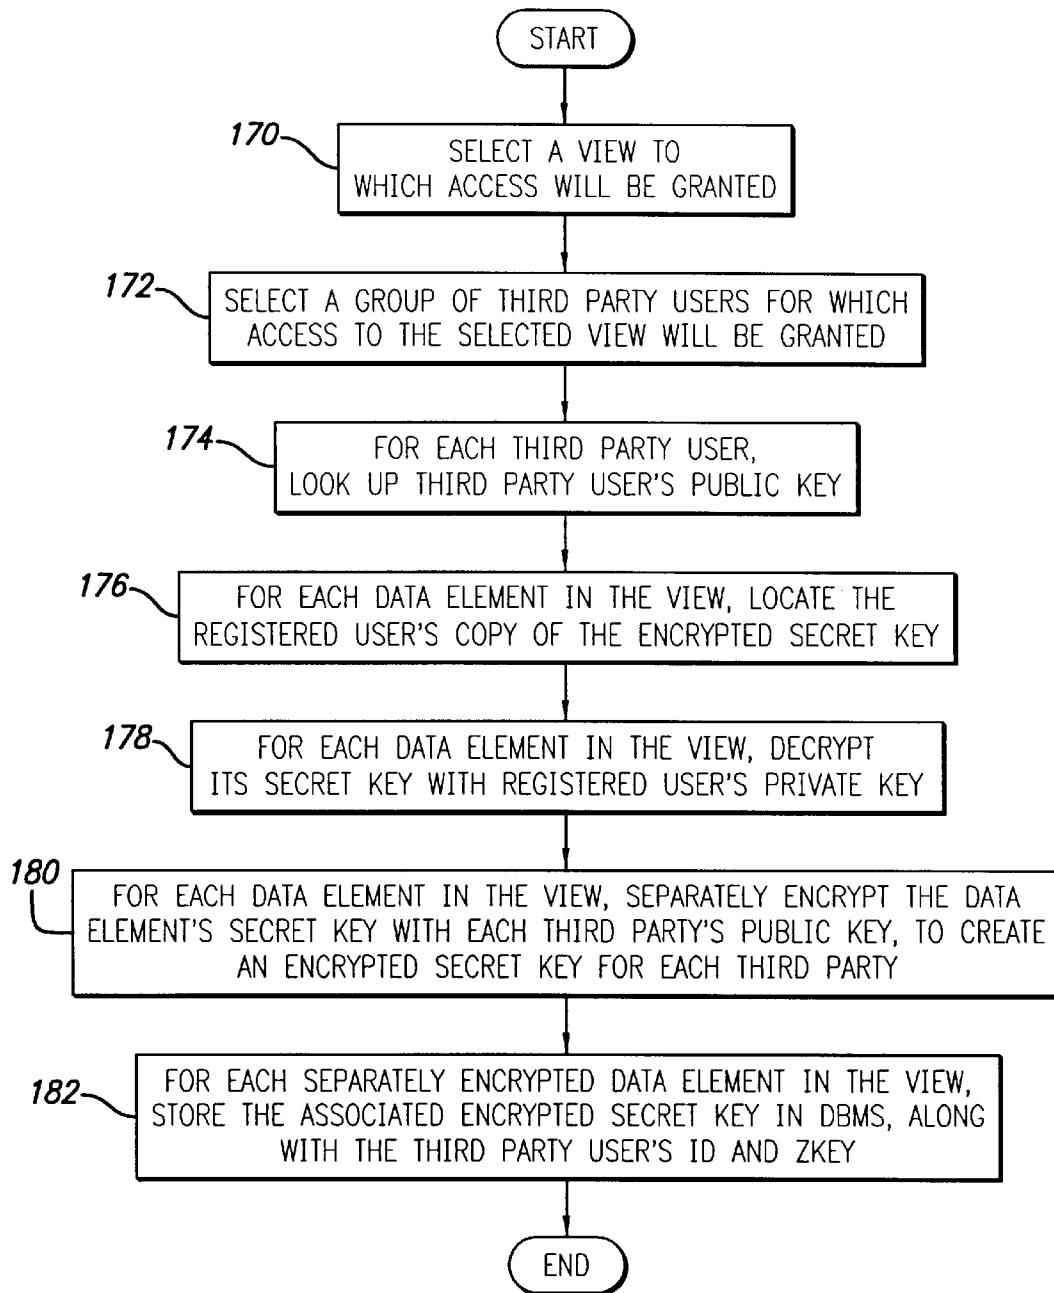 START
170
SELECT A VIEW TO
WHICH ACCESS WILL BE GRANTED
172
SELECT A GROUP OF THIRD PARTY USERS FOR WHICH
ACCESS TO THE SELECTED VIEW WILL BE GRANTED
174
FOR EACH THIRD PARTY USER,
LOOK UP THIRD PARTY USER'S PUBLIC KEY
176
FOR EACH DATA ELEMENT IN THE VIEW, LOCATE THE
REGISTERED USER'S COPY OF THE ENCRYPTED SECRET KEY
178
FOR EACH DATA ELEMENT IN THE VIEW, DECRYPT
ITS SECRET KEY WITH REGISTERED USER'S PRIVATE KEY
180
FOR EACH DATA ELEMENT IN THE VIEW, SEPARATELY ENCRYPT THE DATA
ELEMENT'S SECRET KEY WITH EACH THIRD PARTY'S PUBLIC KEY, TO CREATE
AN ENCRYPTED SECRET KEY FOR EACH THIRD PARTY
182
FOR EACH SEPARATELY ENCRYPTED DATA ELEMENT IN THE VIEW,
STORE THE ASSOCIATED ENCRYPTED SECRET KEY IN DBMS, ALONG
WITH THE THIRD PARTY USER'S ID AND ZKEY
END